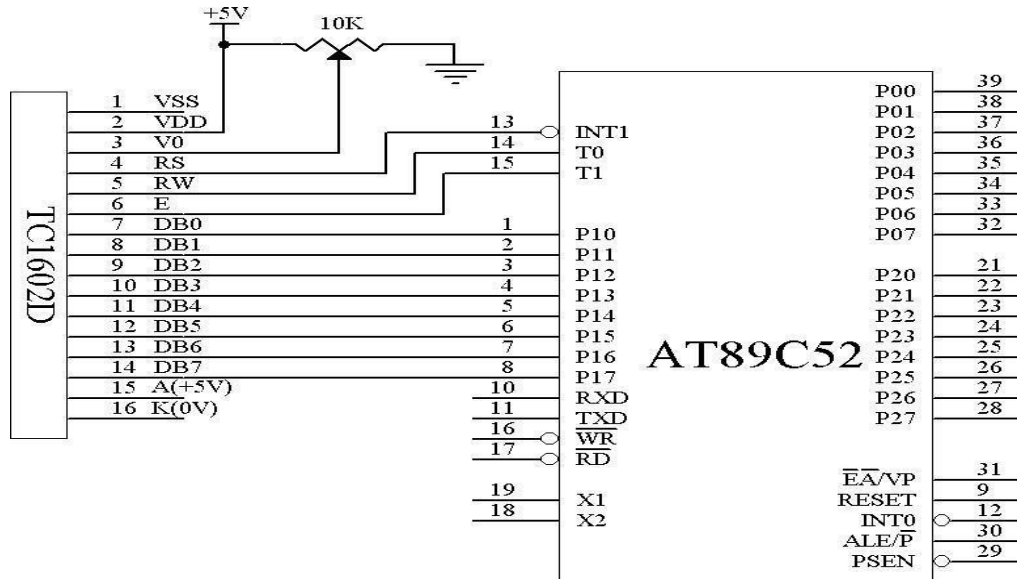 +5V
10K
TC1602D
1 VSS
2 VDD
3 V0
4 RS
5 RW
6 E
7 DB0
8 DB1
9 DB2
10 DB3
11 DB4
12 DB5
13 DB6
14 DB7
15 A(+5V)
16 K(0V)
13 INT1
14 T0
15 T1
1 P10
2 P11
3 P12
4 P13
5 P14
6 P15
7 P16
8 P17
10 RXD
11 TXD
16 WR
17 RD
19 X1
18 X2
AT89C52
P00 39
P01 38
P02 37
P03 36
P04 35
P05 34
P06 33
P07 32
P20 21
P21 22
P22 23
P23 24
P24 25
P25 26
P26 27
P27 28
EA/VP 31
RESET 9
INT0 12
ALE/P 30
PSEN 29